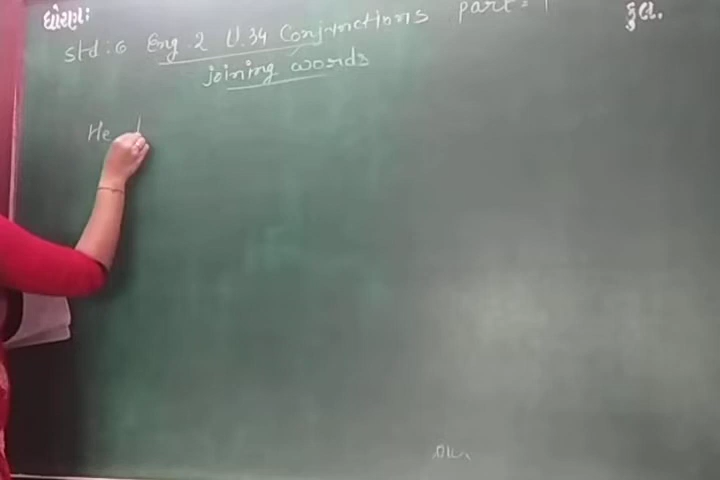 ધોરણઃ
કુલ.
std: 6 Eng. 2 U. 34 Conjunctions part = 1
joining words
He